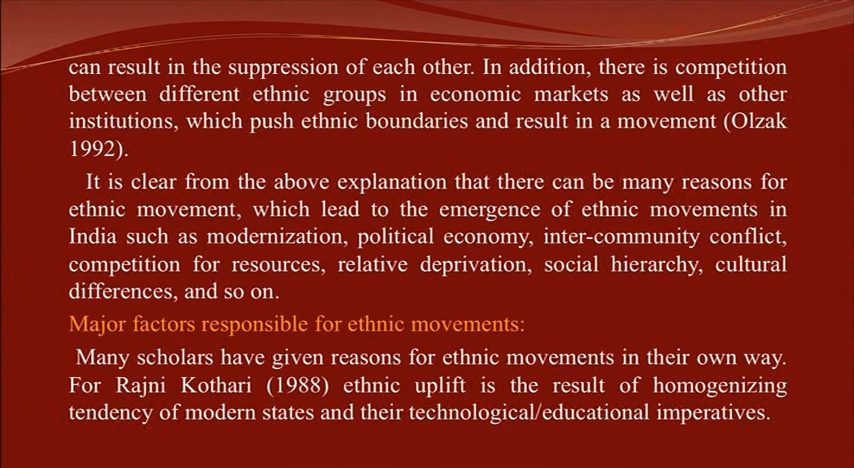 can result in the suppression of each other. In addition, there is competition
between different ethnic groups in economic markets as well as other
institutions, which push ethnic boundaries and result in a movement (Olzak
1992).
It is clear from the above explanation that there can be many reasons for
ethnic movement, which lead to the emergence of ethnic movements in
India such as modernization, political economy, inter-community conflict,
competition for resources, relative deprivation, social hierarchy, cultural
differences, and so on.
Major factors responsible for ethnic movements:
Many scholars have given reasons for ethnic movements in their own way.
For Rajni Kothari (1988) ethnic uplift is the result of homogenizing
tendency of modern states and their technological/educational imperatives.